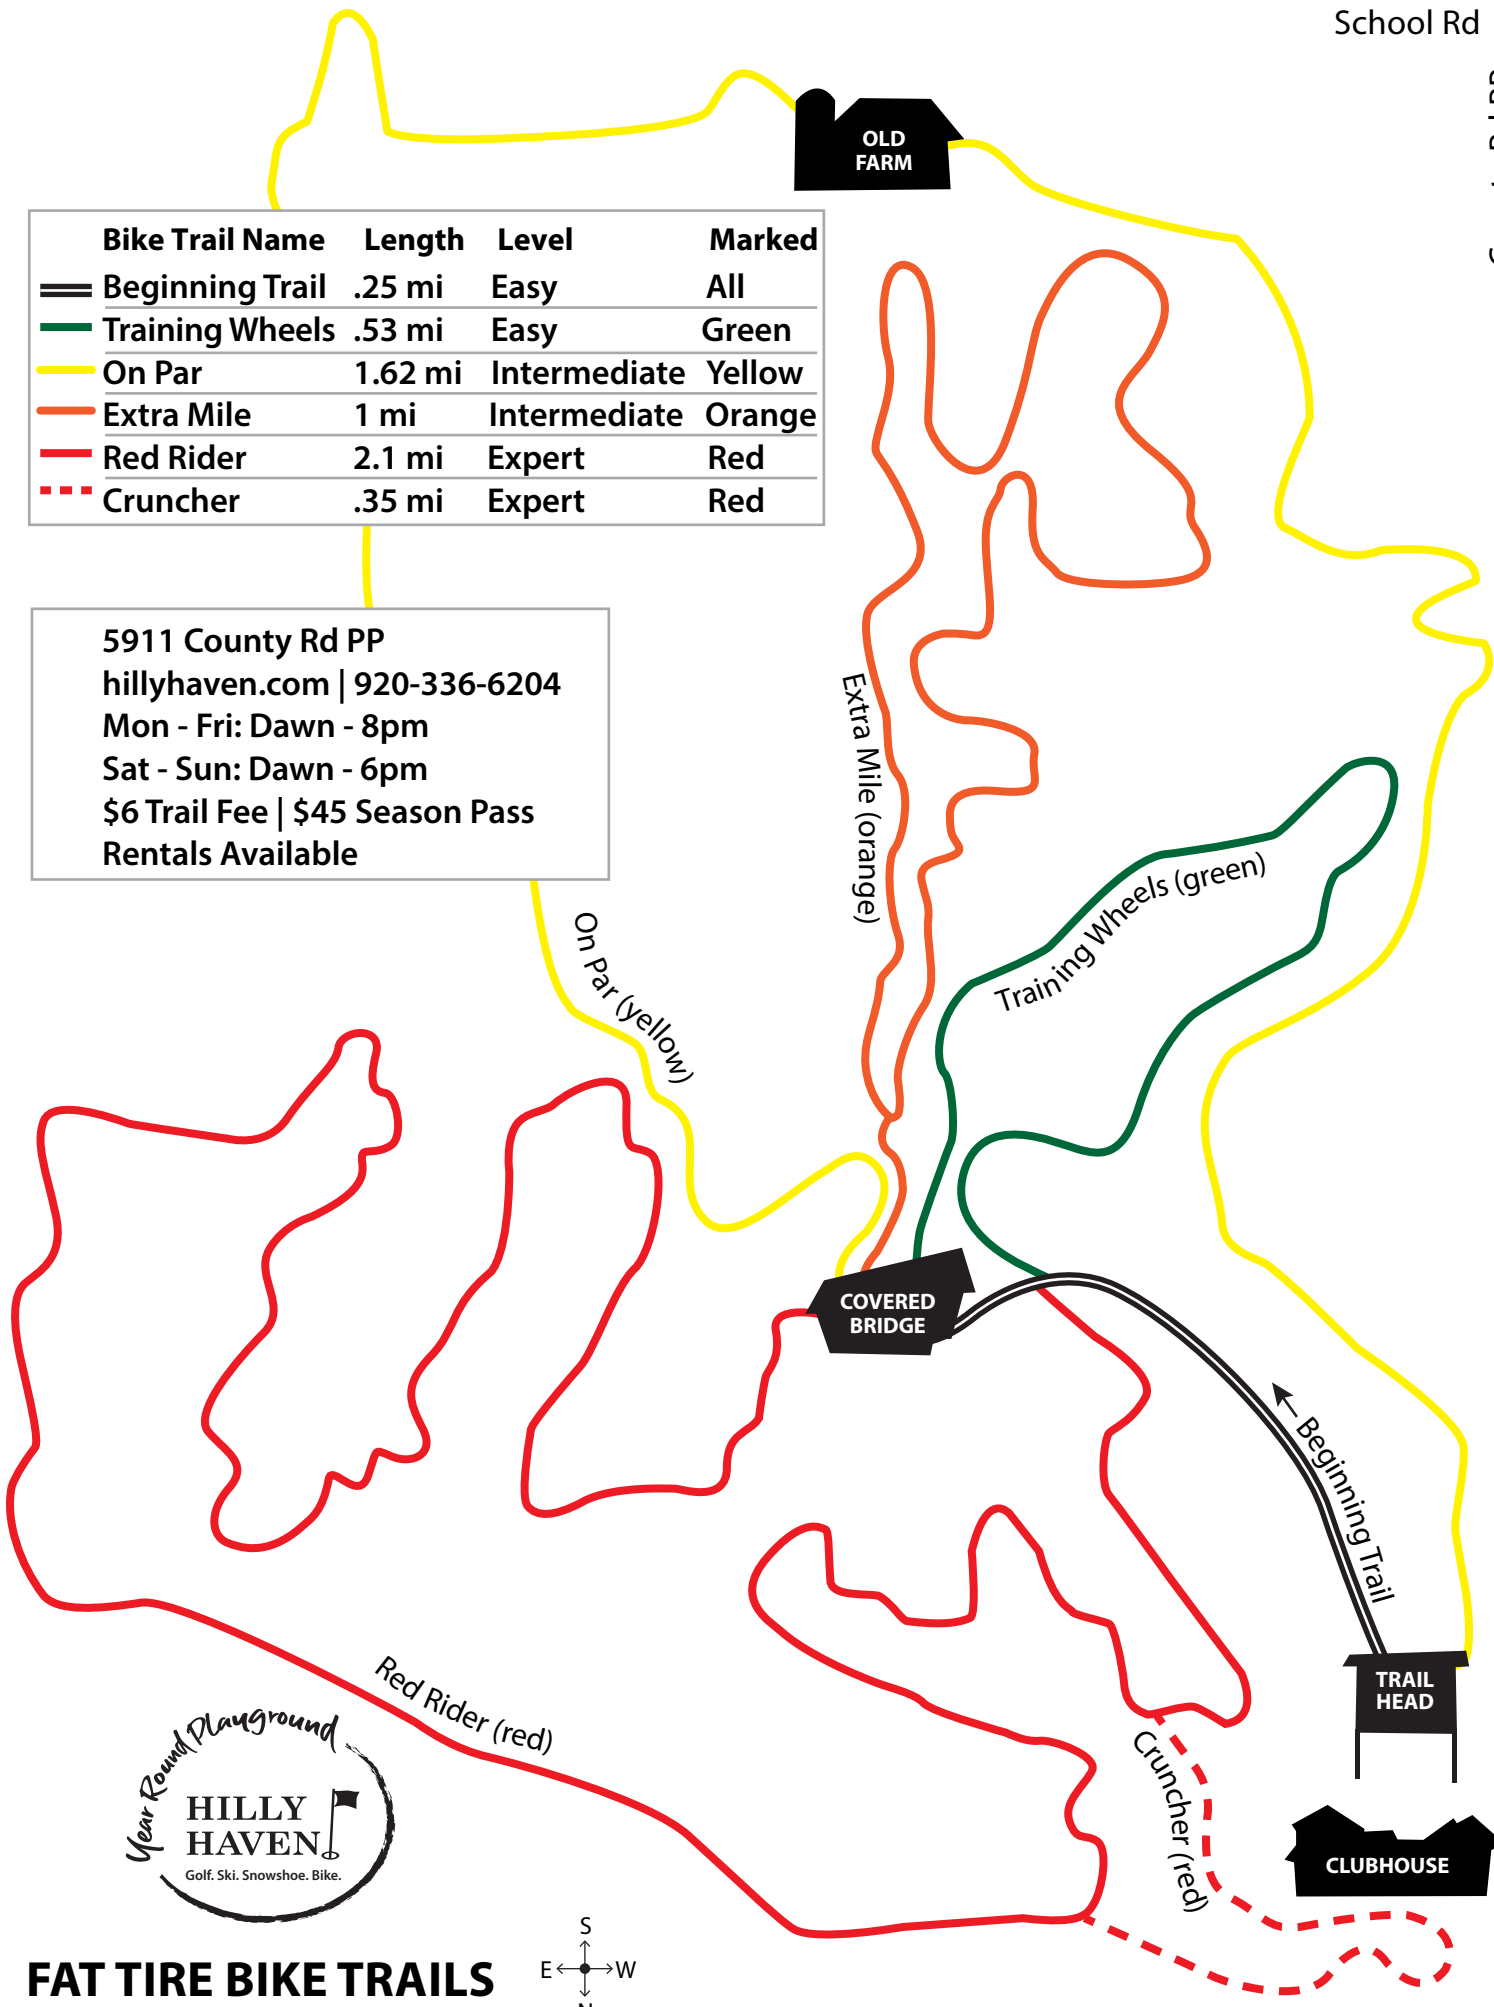 School Rd
OLD
FARM
Bike Trail Name Length Level Marked
Beginning Trail .25 mi Easy All
Training Wheels .53 mi Easy Green
On Par 1.62 mi Intermediate Yellow
Extra Mile 1 mi Intermediate Orange
Red Rider 2.1 mi Expert Red
Cruncher .35 mi Expert Red
5911 County Rd PP
hillyhaven.com | 920-336-6204
Mon - Fri: Dawn - 8pm
Sat - Sun: Dawn - 6pm
$6 Trail Fee | $45 Season Pass
Rentals Available
Extra Mile (orange)
Training Wheels (green)
On Par (yellow)
COVERED
BRIDGE
Beginning Trail
TRAIL
HEAD
Red Rider (red)
Cruncher (red)
CLUBHOUSE
Year Round Playground
HILLY
HAVEN
Golf. Ski. Snowshoe. Bike.
FAT TIRE BIKE TRAILS
S
E W